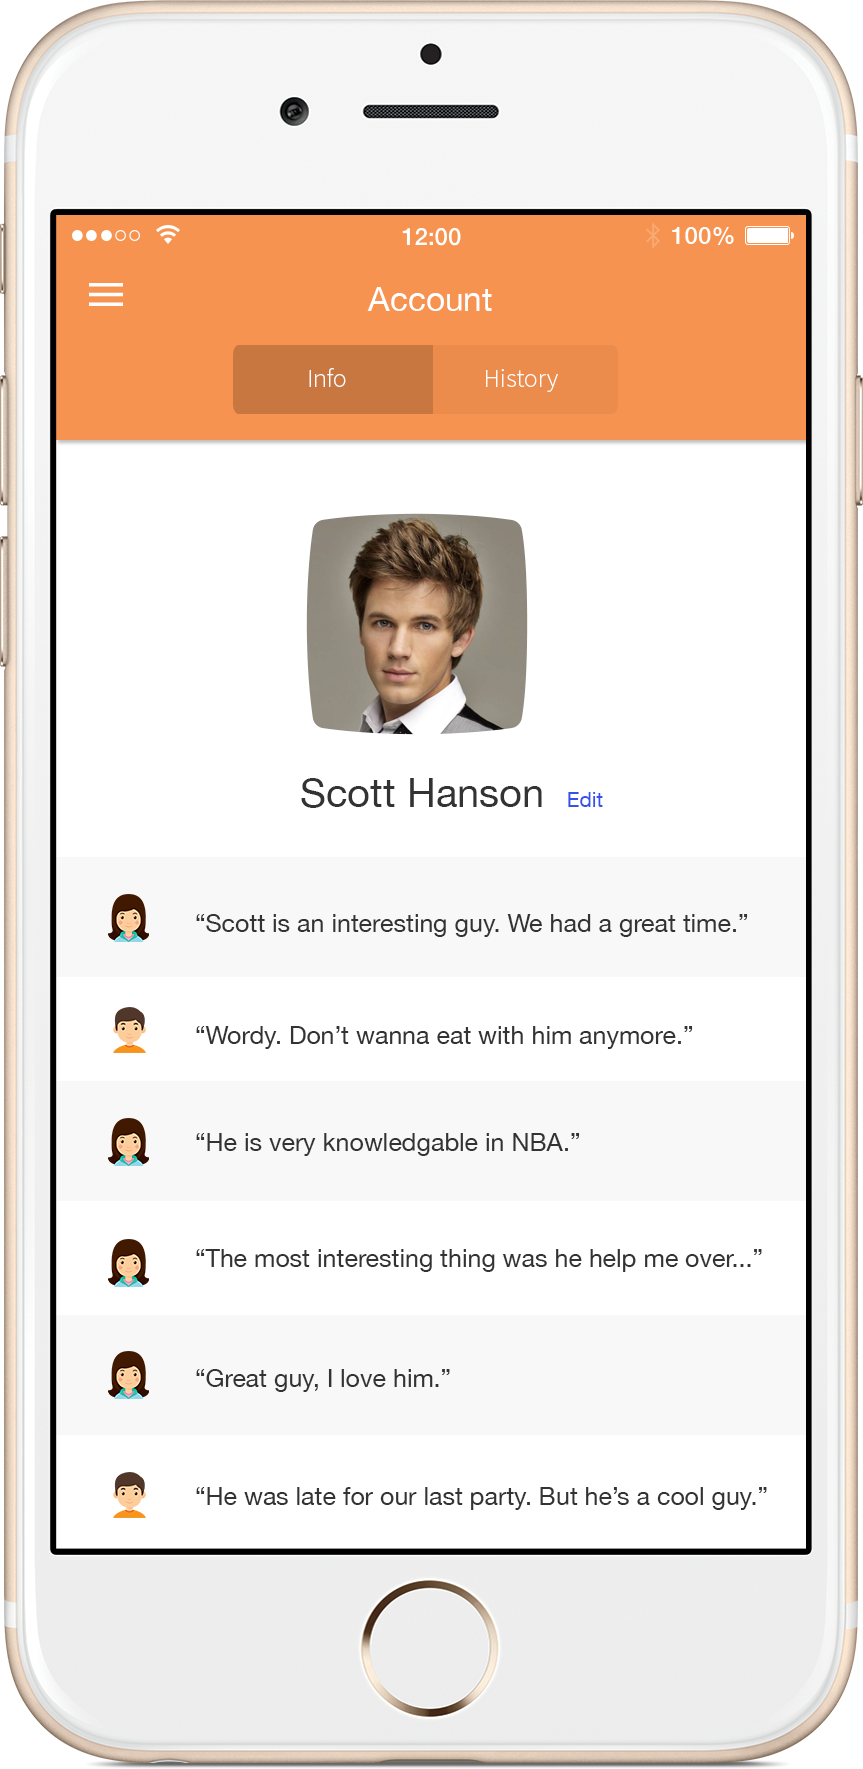 12:00
100%
Account
Info
History
Scott Hanson Edit
“Scott is an interesting guy. We had a great time.”
“Wordy. Don’t wanna eat with him anymore.”
“He is very knowledgable in NBA.”
“The most interesting thing was he help me over...”
“Great guy, I love him.”
“He was late for our last party. But he’s a cool guy.”